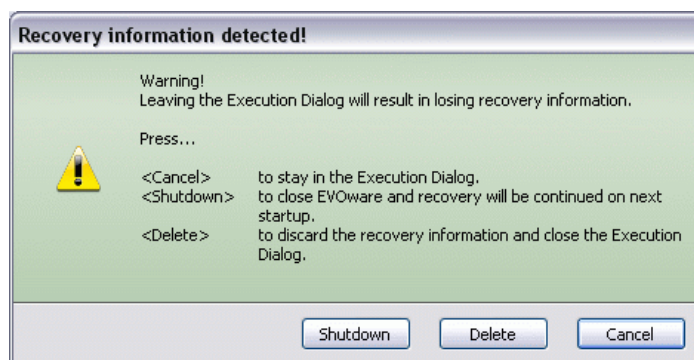 Recovery information detected!
Warning!
Leaving the Execution Dialog will result in losing recovery information.
Press...
<Cancel> to stay in the Execution Dialog.
<Shutdown> to close EVOware and recovery will be continued on next
startup.
<Delete> to discard the recovery information and close the Execution
Dialog.
Shutdown Delete Cancel